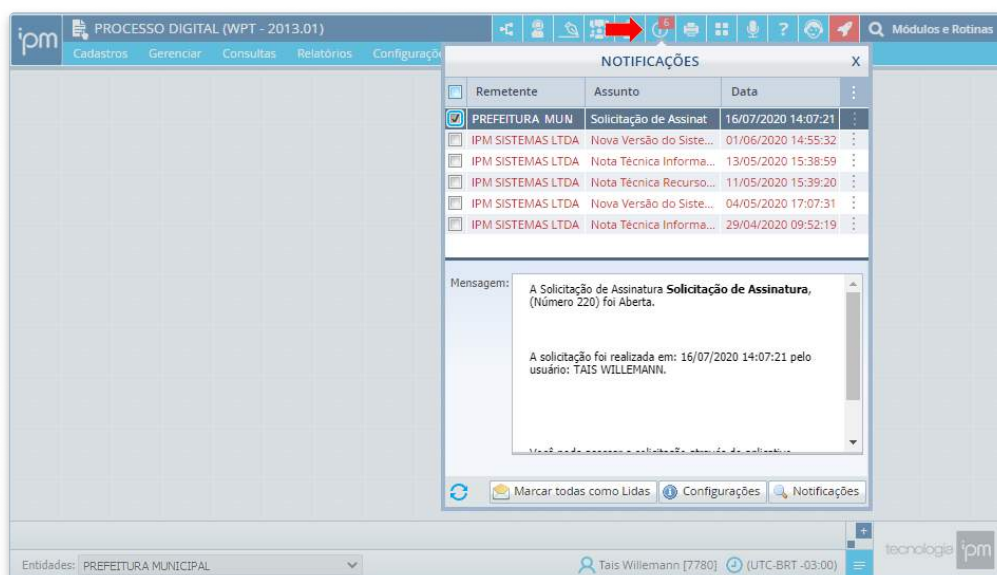 ipm PROCESSO DIGITAL (WPT - 2013.01) 6 ? Módulos e Rotinas
Cadastros Gerenciar Consultas Relatórios Configuraçõ
NOTIFICAÇÕES X
Remetente Assunto Data
PREFEITURA MUN Solicitação de Assinat 16/07/2020 14:07:21
IPM SISTEMAS LTDA Nova Versão do Siste... 01/06/2020 14:55:32
IPM SISTEMAS LTDA Nota Técnica Informa... 13/05/2020 15:38:59
IPM SISTEMAS LTDA Nota Técnica Recurso... 11/05/2020 15:39:20
IPM SISTEMAS LTDA Nova Versão do Siste... 04/05/2020 17:07:31
IPM SISTEMAS LTDA Nota Técnica Informa... 29/04/2020 09:52:19
Mensagem:
A Solicitação de Assinatura Solicitação de Assinatura,
(Número 220) foi Aberta.
A solicitação foi realizada em: 16/07/2020 14:07:21 pelo
usuário: TAIS WILLEMANN.
Marcar todas como Lidas Configurações Notificações
Entidades: PREFEITURA MUNICIPAL Tais Willemann [7780] (UTC-BRT -03:00) tecnologia ipm